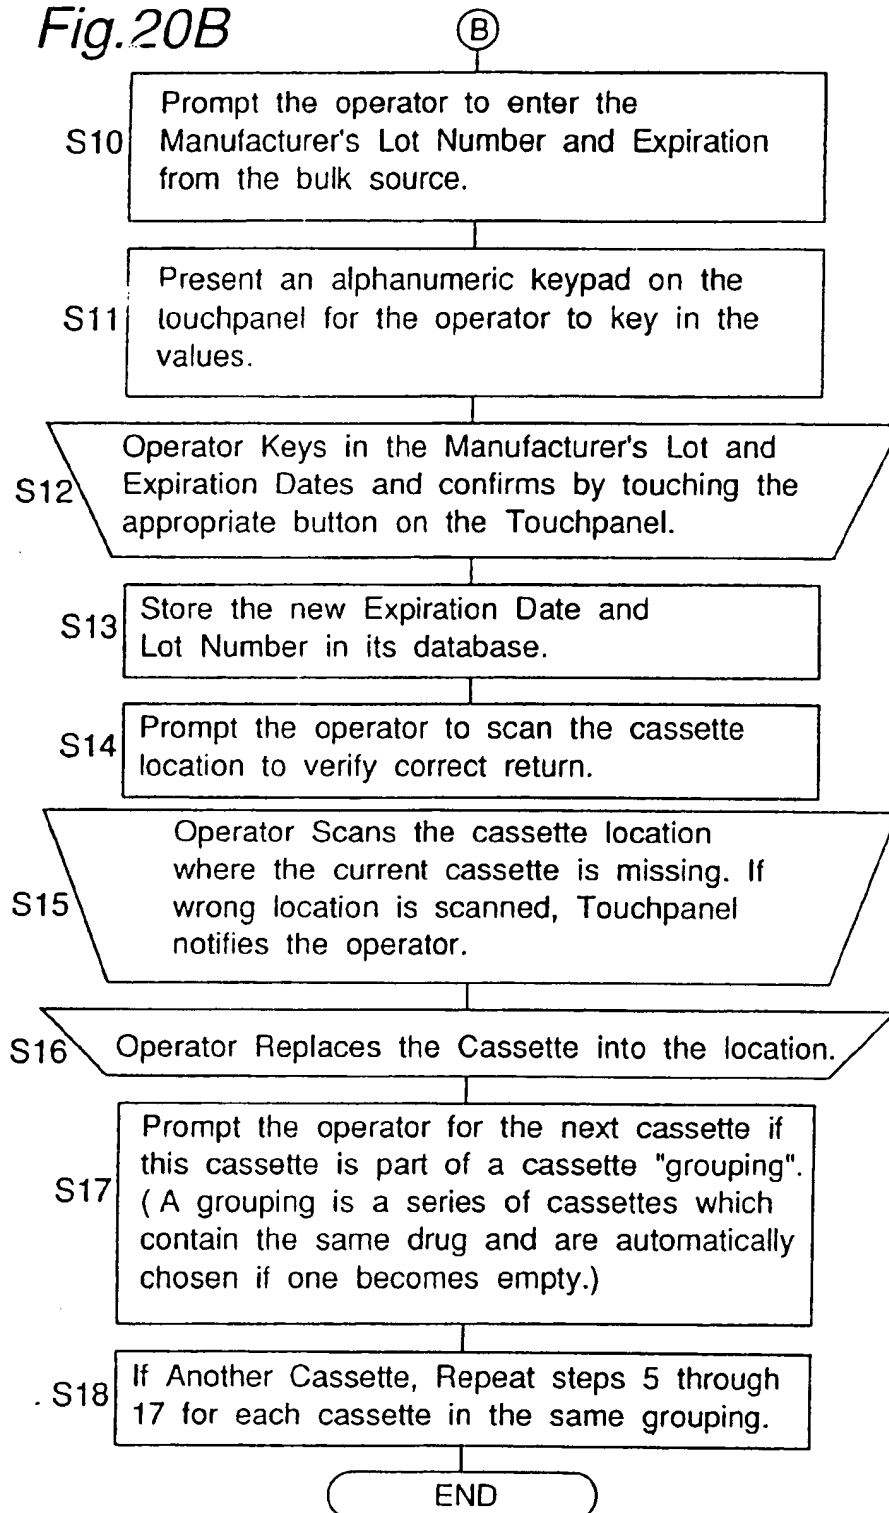 Fig.20B
B
S10
Prompt the operator to enter the
Manufacturer's Lot Number and Expiration
from the bulk source.
S11
Present an alphanumeric keypad on the
touchpanel for the operator to key in the
values.
S12
Operator Keys in the Manufacturer's Lot and
Expiration Dates and confirms by touching the
appropriate button on the Touchpanel.
S13
Store the new Expiration Date and
Lot Number in its database.
S14
Prompt the operator to scan the cassette
location to verify correct return.
S15
Operator Scans the cassette location
where the current cassette is missing. If
wrong location is scanned, Touchpanel
notifies the operator.
S16
Operator Replaces the Cassette into the location.
S17
Prompt the operator for the next cassette if
this cassette is part of a cassette "grouping".
( A grouping is a series of cassettes which
contain the same drug and are automatically
chosen if one becomes empty.)
S18
If Another Cassette, Repeat steps 5 through
17 for each cassette in the same grouping.
END